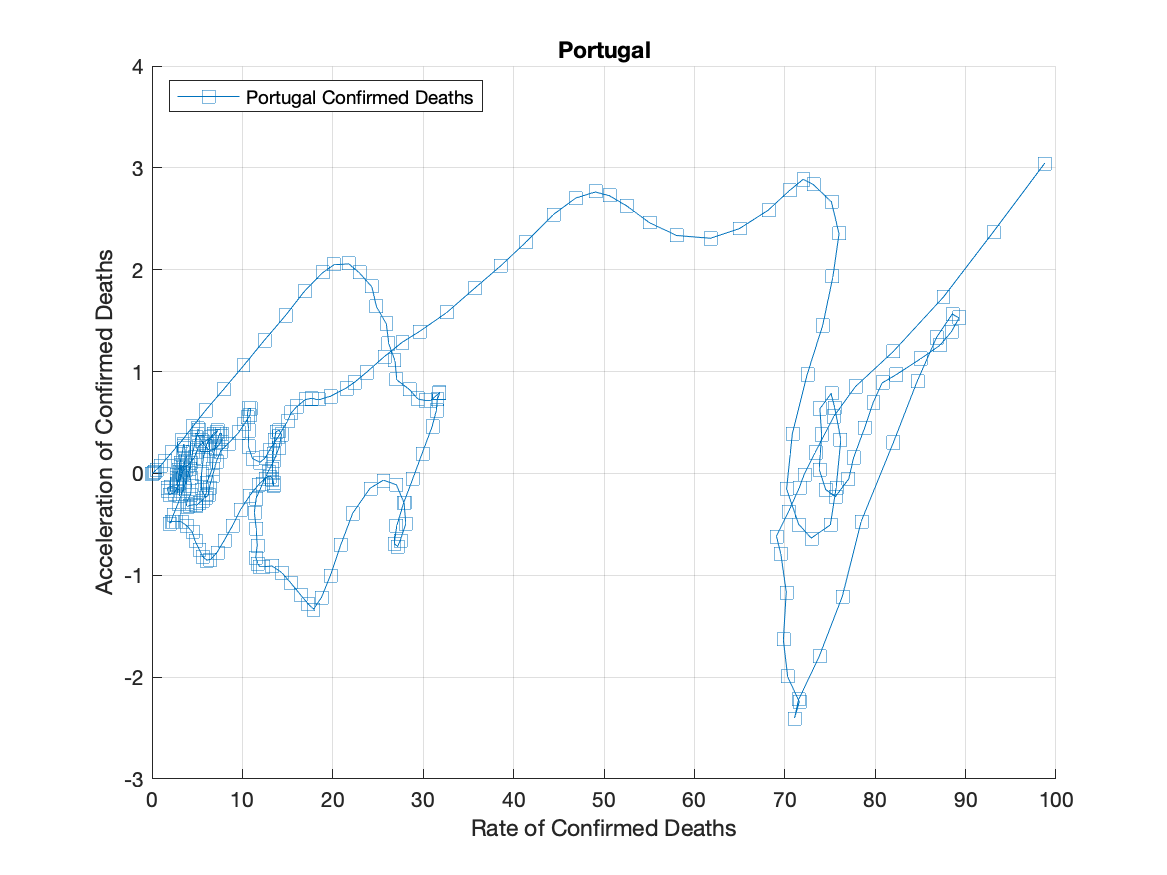 Portugal
Portugal Confirmed Deaths
4
3
2
1
0
-1
-2
-3
Acceleration of Confirmed Deaths
0 10 20 30 40 50 60 70 80 90 100
Rate of Confirmed Deaths